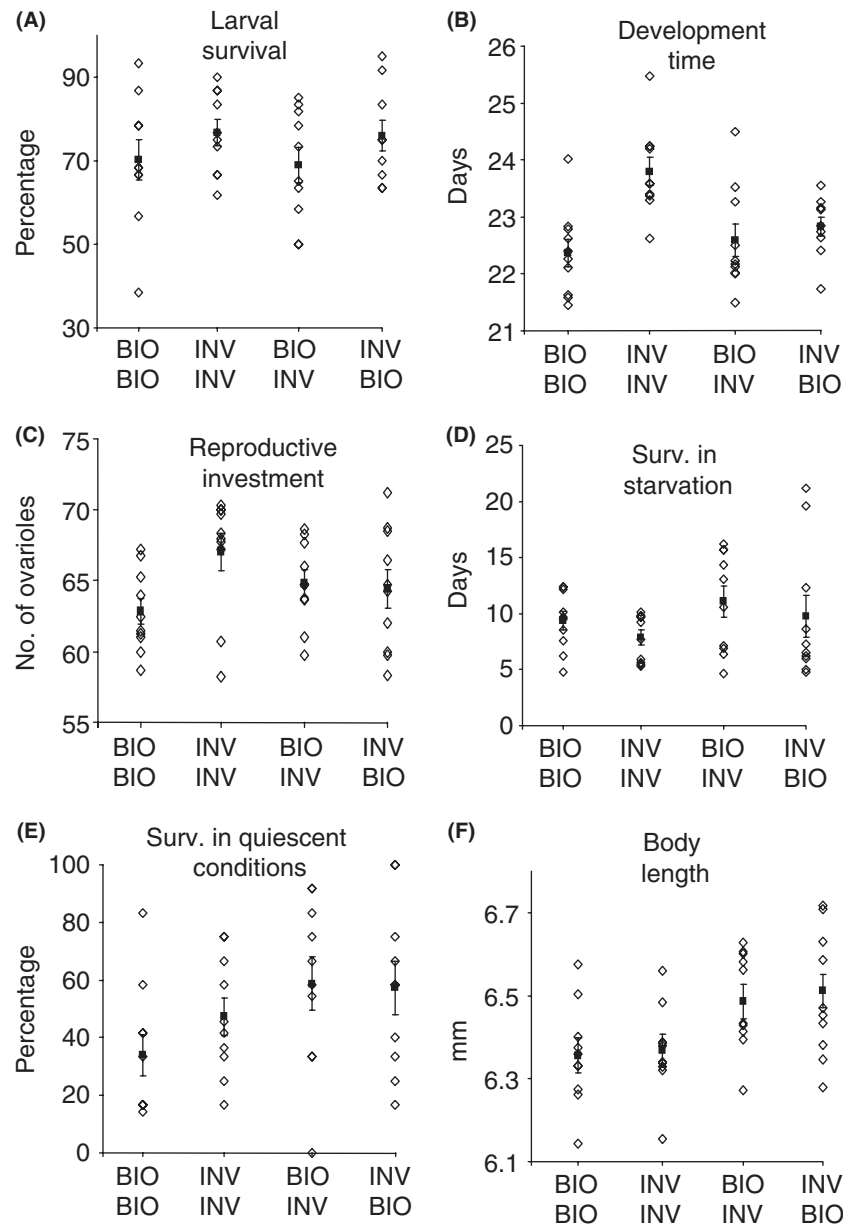 (A)
Larval
survival
Percentage
90
70
50
30
BIO INV BIO INV
BIO INV INV BIO
(B)
Development
time
Days
26
25
24
23
22
21
BIO INV BIO INV
BIO INV INV BIO
(C)
Reproductive
investment
No. of ovarioles
75
70
65
60
55
BIO INV BIO INV
BIO INV INV BIO
(D)
Surv. in
starvation
Days
25
20
15
10
5
0
BIO INV BIO INV
BIO INV INV BIO
(E)
Surv. in quiescent
conditions
Percentage
100
80
60
40
20
0
BIO INV BIO INV
BIO INV INV BIO
(F)
Body
length
mm
6.7
6.5
6.3
6.1
BIO INV BIO INV
BIO INV INV BIO